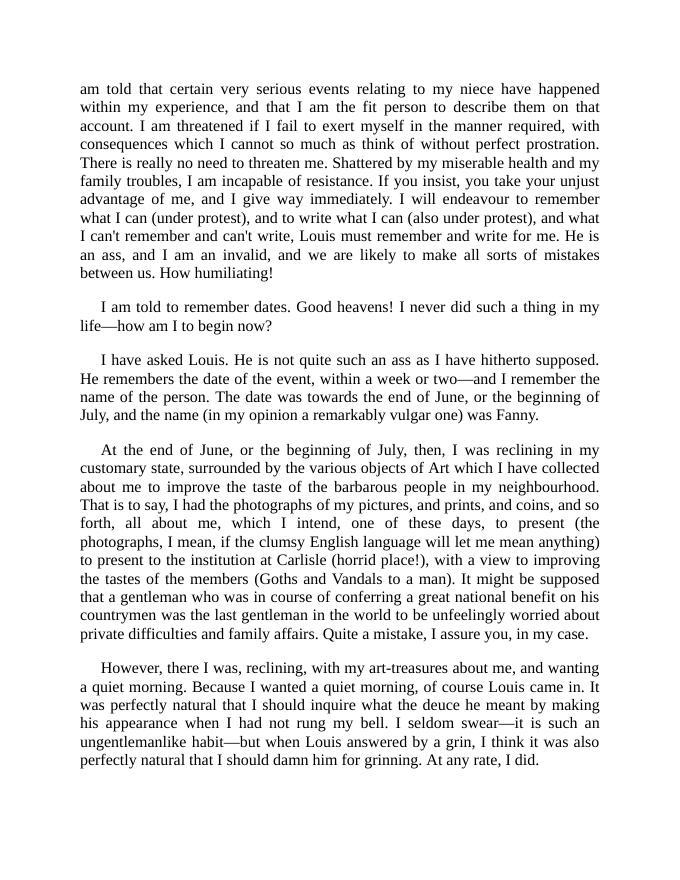 am told that certain very serious events relating to my niece have happened
within my experience, and that I am the fit person to describe them on that
account. I am threatened if I fail to exert myself in the manner required, with
consequences which I cannot so much as think of without perfect prostration.
There is really no need to threaten me. Shattered by my miserable health and my
family troubles, I am incapable of resistance. If you insist, you take your unjust
advantage of me, and I give way immediately. I will endeavour to remember
what I can (under protest), and to write what I can (also under protest), and what
I can't remember and can't write, Louis must remember and write for me. He is
an ass, and I am an invalid, and we are likely to make all sorts of mistakes
between us. How humiliating!
I am told to remember dates. Good heavens! I never did such a thing in my
life—how am I to begin now?
I have asked Louis. He is not quite such an ass as I have hitherto supposed.
He remembers the date of the event, within a week or two—and I remember the
name of the person. The date was towards the end of June, or the beginning of
July, and the name (in my opinion a remarkably vulgar one) was Fanny.
At the end of June, or the beginning of July, then, I was reclining in my
customary state, surrounded by the various objects of Art which I have collected
about me to improve the taste of the barbarous people in my neighbourhood.
That is to say, I had the photographs of my pictures, and prints, and coins, and so
forth, all about me, which I intend, one of these days, to present (the
photographs, I mean, if the clumsy English language will let me mean anything)
to present to the institution at Carlisle (horrid place!), with a view to improving
the tastes of the members (Goths and Vandals to a man). It might be supposed
that a gentleman who was in course of conferring a great national benefit on his
countrymen was the last gentleman in the world to be unfeelingly worried about
private difficulties and family affairs. Quite a mistake, I assure you, in my case.
However, there I was, reclining, with my art-treasures about me, and wanting
a quiet morning. Because I wanted a quiet morning, of course Louis came in. It
was perfectly natural that I should inquire what the deuce he meant by making
his appearance when I had not rung my bell. I seldom swear—it is such an
ungentlemanlike habit—but when Louis answered by a grin, I think it was also
perfectly natural that I should damn him for grinning. At any rate, I did.